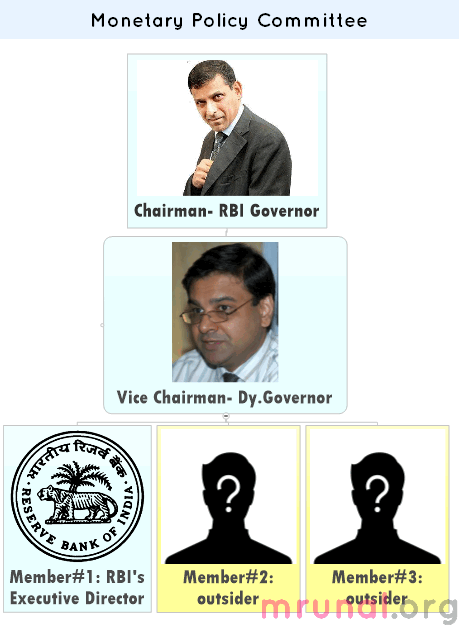 Monetary Policy Committee
Chairman- RBI Governor
Vice Chairman- Dy.Governor
भारतीय रिज़र्व बैंक
RESERVE BANK OF INDIA
Member#1: RBI's
Executive Director
?
Member#2:
outsider
?
Member#3:
outsider
mrunal.org